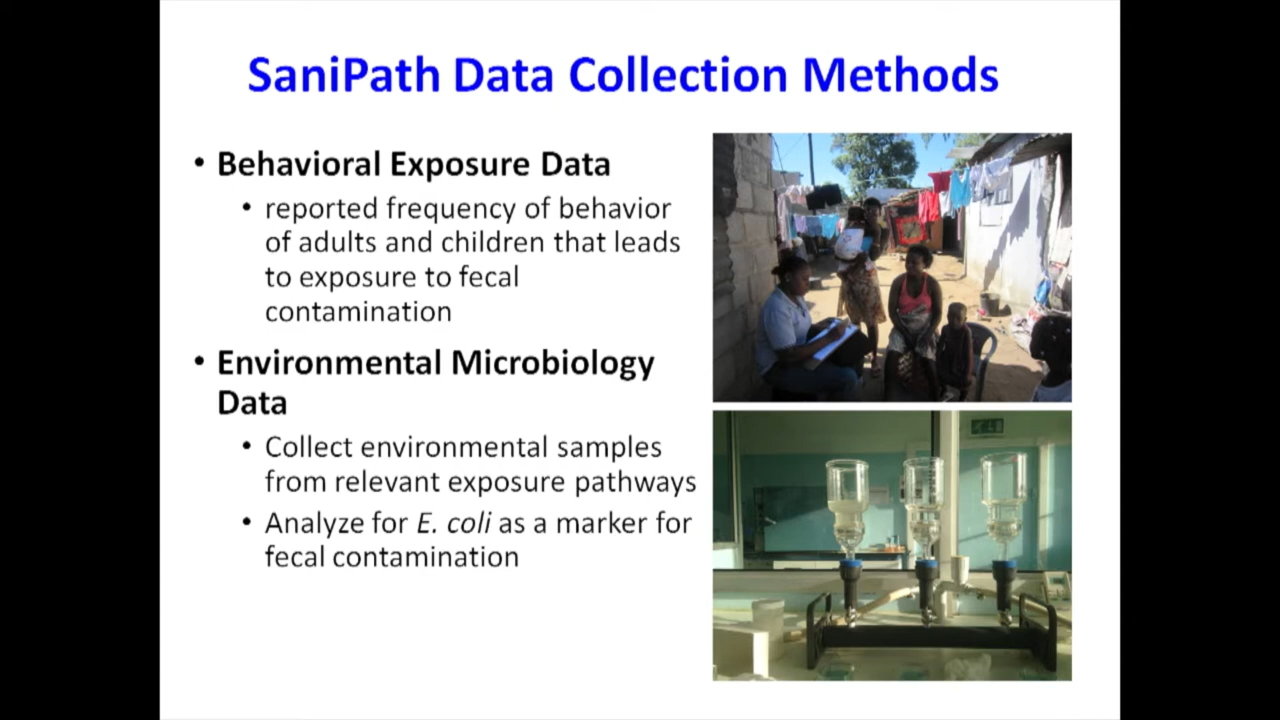 SaniPath Data Collection Methods
• Behavioral Exposure Data
• reported frequency of behavior
of adults and children that leads
to exposure to fecal
contamination
• Environmental Microbiology
Data
• Collect environmental samples
from relevant exposure pathways
• Analyze for E. coli as a marker for
fecal contamination